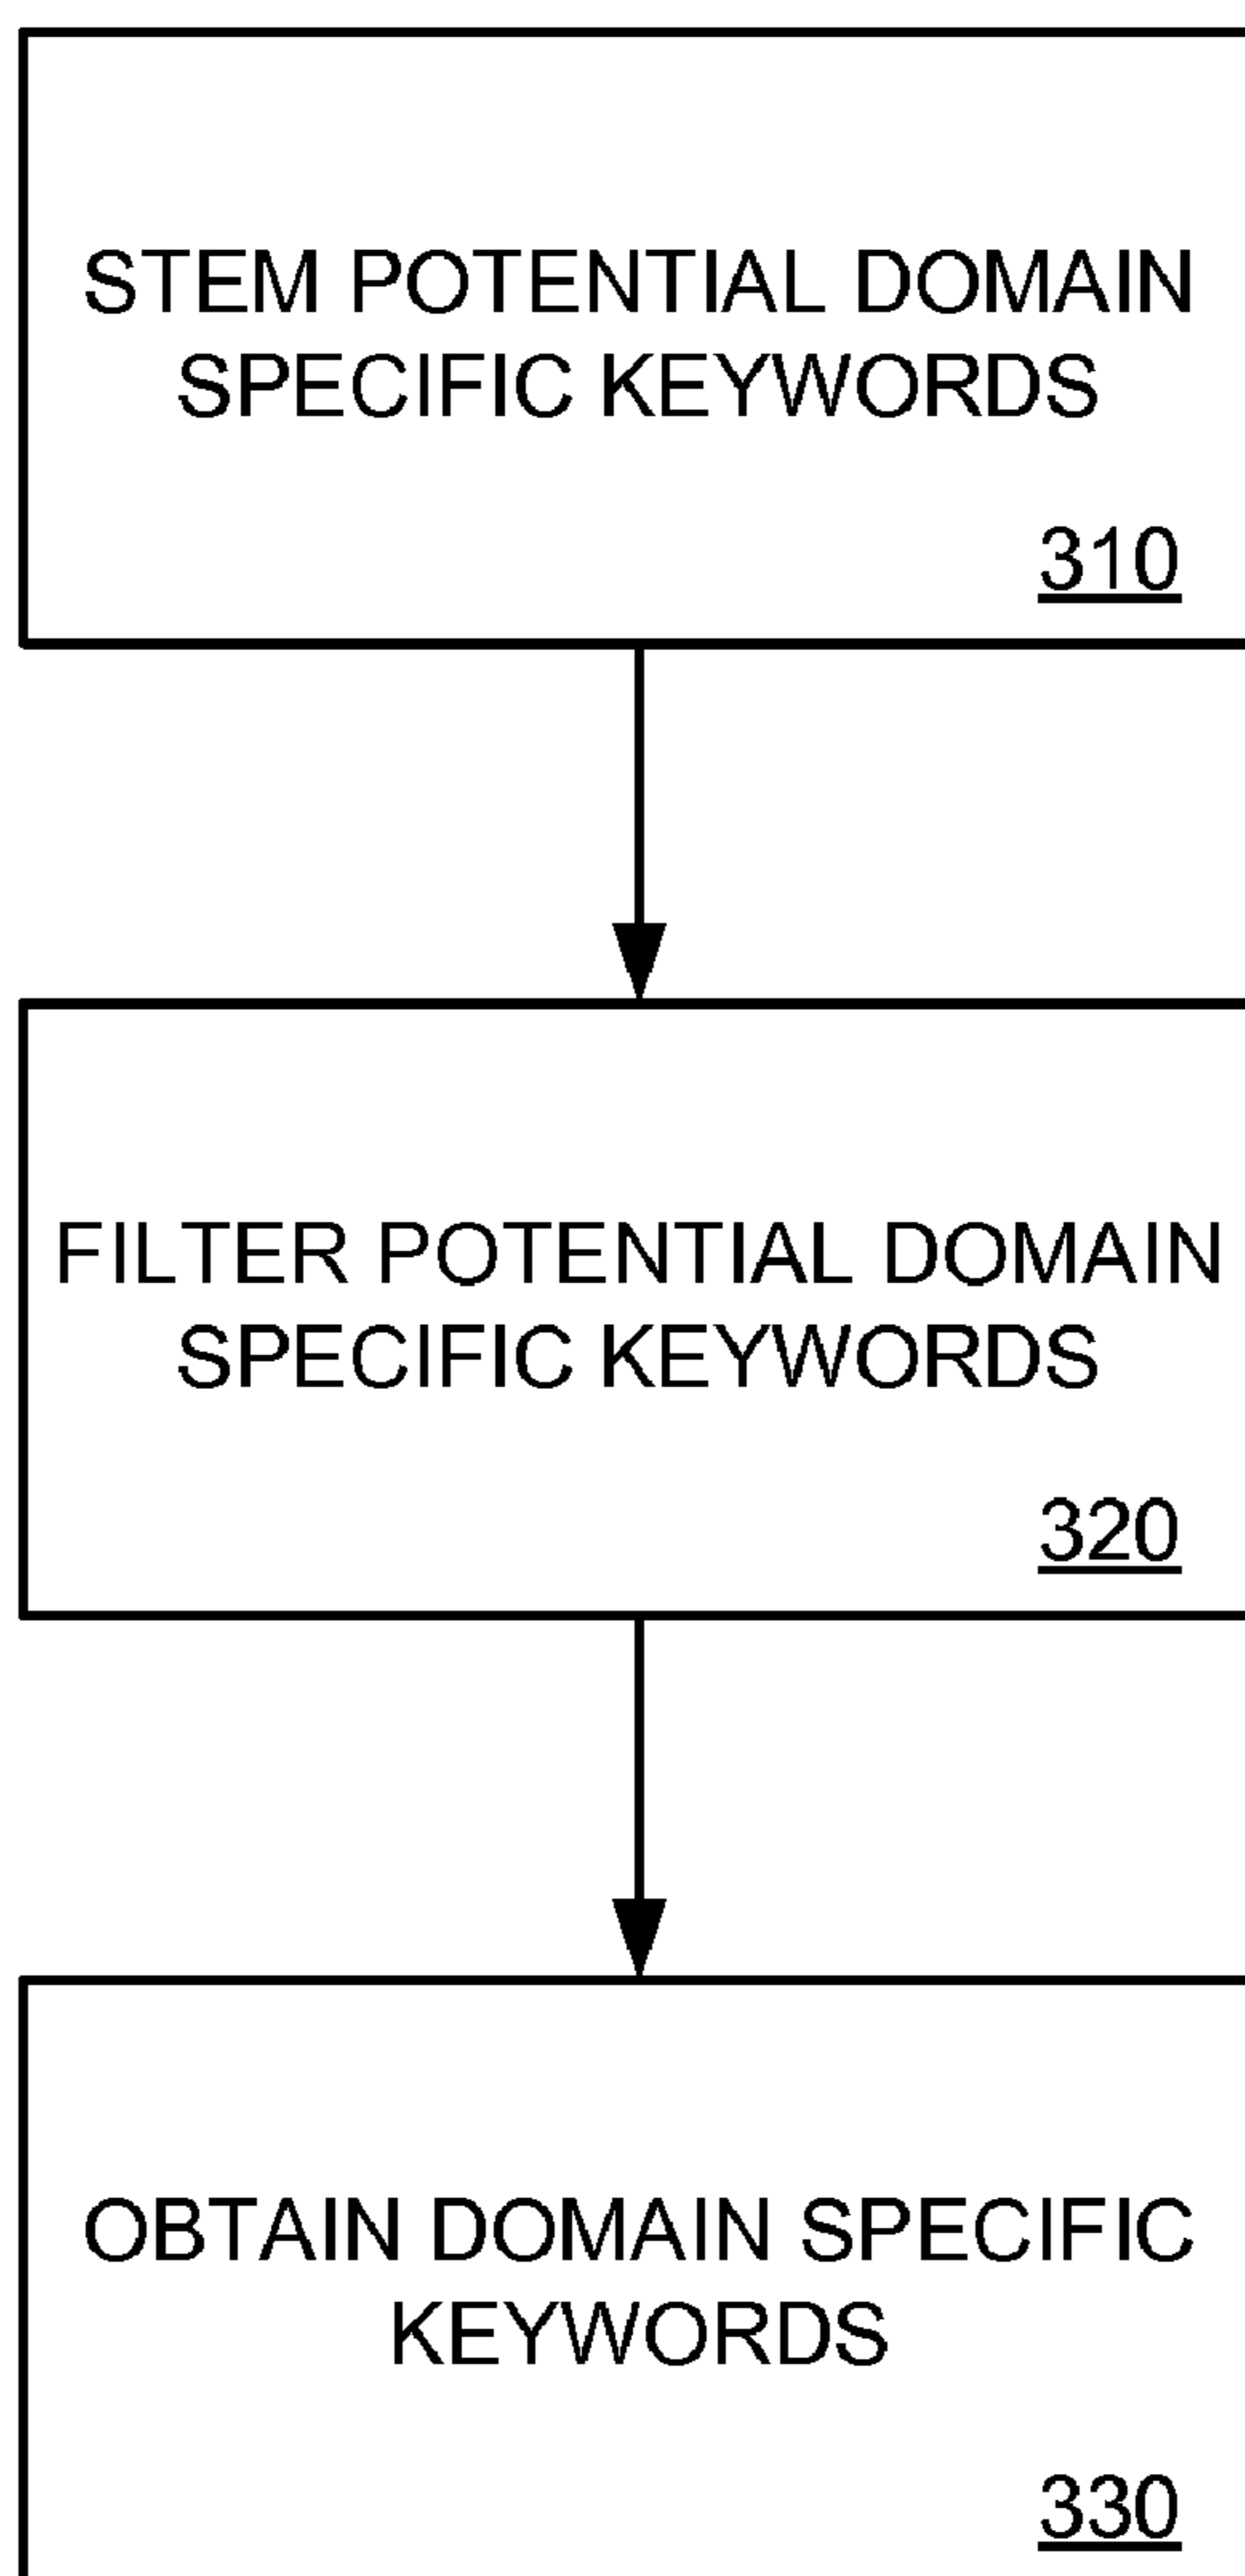 STEM POTENTIAL DOMAIN
SPECIFIC KEYWORDS
310
FILTER POTENTIAL DOMAIN
SPECIFIC KEYWORDS
320
OBTAIN DOMAIN SPECIFIC
KEYWORDS
330